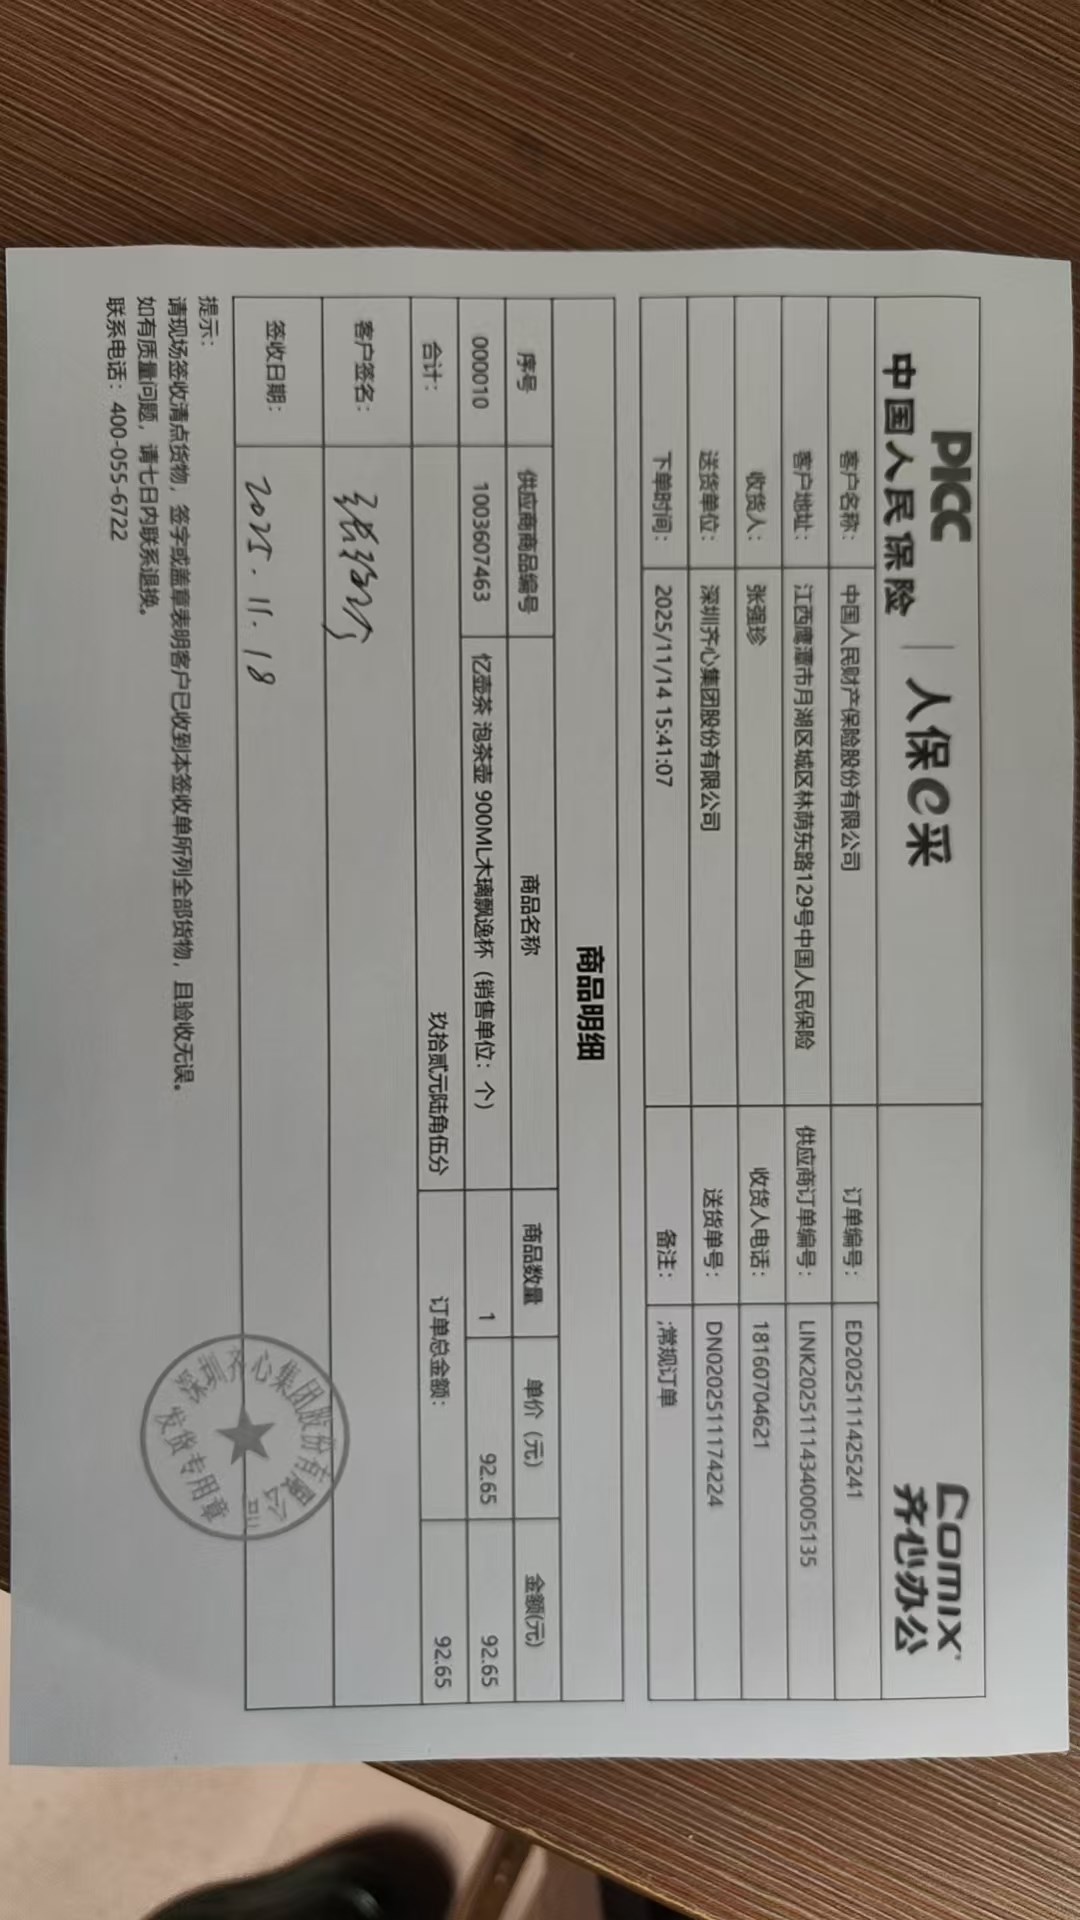 PICC
中国人民保险 | 人保e采
COMIX
齐心办公
客户名称： 中国人民财产保险股份有限公司 订单编号： ED2025111425241
客户地址： 江西鹰潭市月湖区城区林荫东路129号中国人民保险 供应商订单编号： LINK20251114340005135
收货人： 张强珍 收货人电话： 18160704621
送货单位： 深圳齐心集团股份有限公司 送货单号： DN0202511174224
下单时间： 2025/11/14 15:41:07 备注： ;常规订单
商品明细
序号 供应商商品编号 商品名称 商品数量 单价（元） 金额(元)
000010 1003607463 忆壶茶 泡茶壶 900ML木璃飘逸杯（销售单位：个） 1 92.65 92.65
合计： 玖拾贰元陆角伍分 订单总金额： 92.65
客户签名： 张强珍
签收日期： 2025.11.18
深圳齐心集团股份有限公司
发货专用章
提示：
请现场签收清点货物，签字或盖章表明客户已收到本签收单所列全部货物，且验收无误。
如有质量问题，请七日内联系退换。
联系电话：400-055-6722